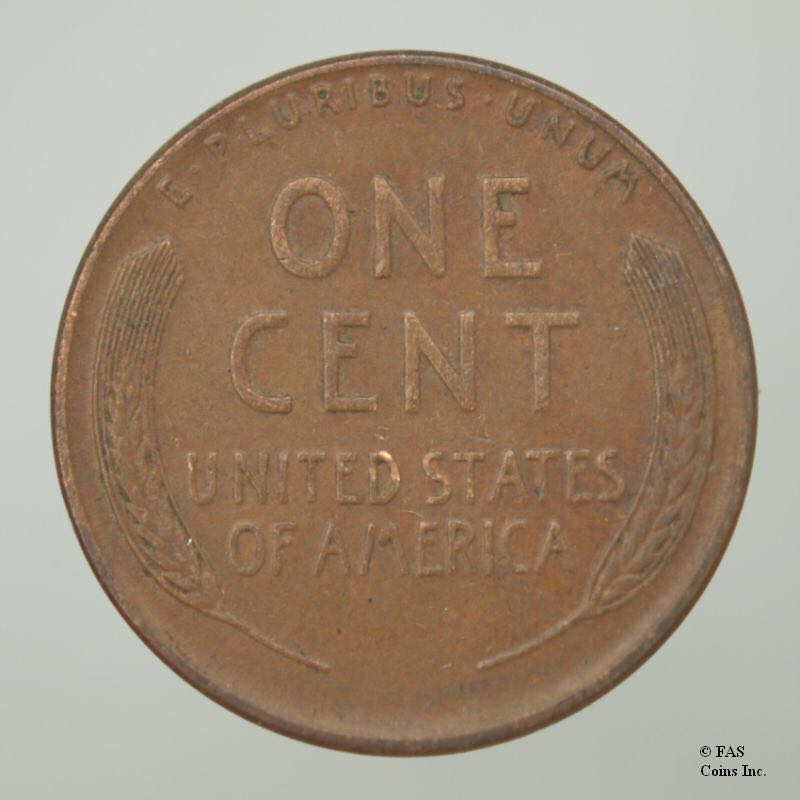 E · PLURIBUS · UNUM
ONE
CENT
UNITED STATES
OF AMERICA
© FAS
Coins Inc.